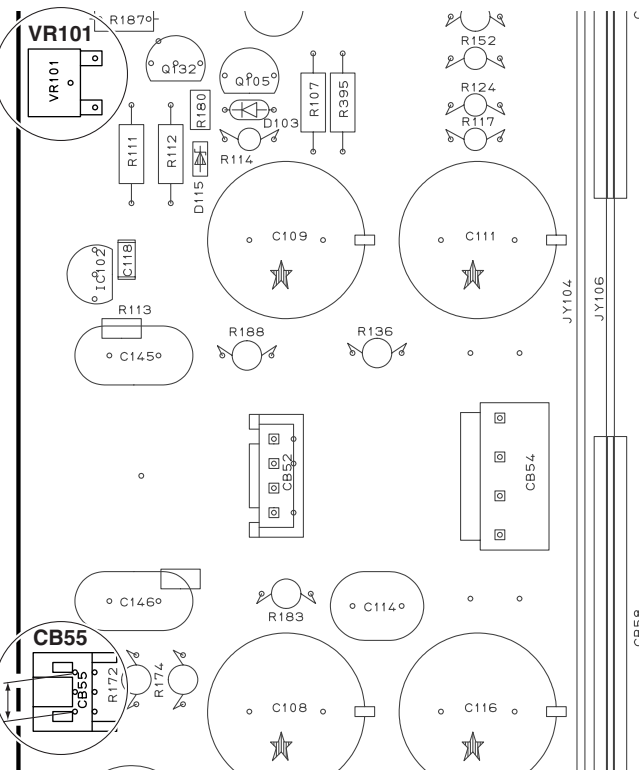 R187
R152
VR101
VR101
Q132
Q105
R124
R107
R395
R180
D103
R117
R111
R112
R114
D115
C109
C111
IC102
C118
JY104
JY106
R113
R188
R136
C145
CB52
CB54
C146
C114
R183
CB58
CB55
CB55
R172
R174
C108
C116